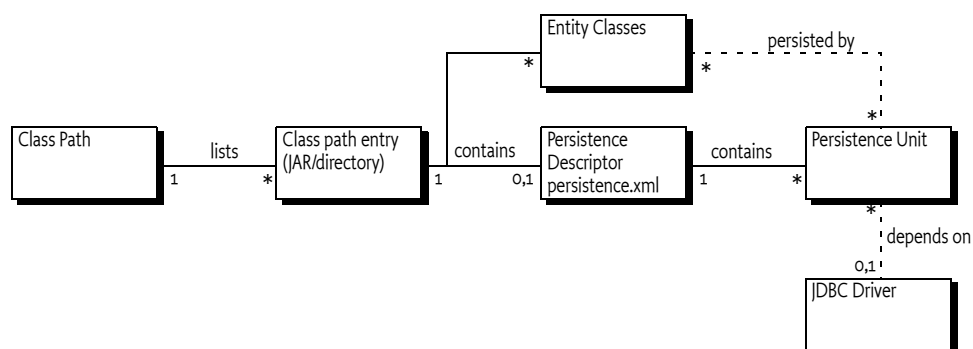 Entity Classes
persisted by
*
*
*
Class Path
lists
1
*
Class path entry
(JAR/directory)
contains
1
0,1
Persistence
Descriptor
persistence.xml
contains
1
*
Persistence Unit
*
depends on
0,1
JDBC Driver